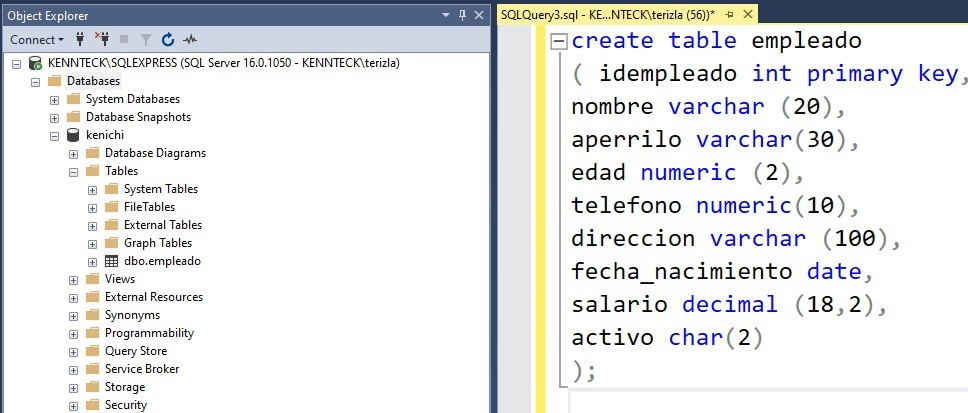 Object Explorer
Connect
KENNTECK\SQLEXPRESS (SQL Server 16.0.1050 - KENNTECK\terizla)
Databases
System Databases
Database Snapshots
kenichi
Database Diagrams
Tables
System Tables
FileTables
External Tables
Graph Tables
dbo.empleado
Views
External Resources
Synonyms
Programmability
Query Store
Service Broker
Storage
Security
SQLQuery3.sql - KE...NTECK\terizla (56))*
create table empleado
( idempleado int primary key,
nombre varchar (20),
aperrilo varchar(30),
edad numeric (2),
telefono numeric(10),
direccion varchar (100),
fecha_nacimiento date,
salario decimal (18,2),
activo char(2)
);